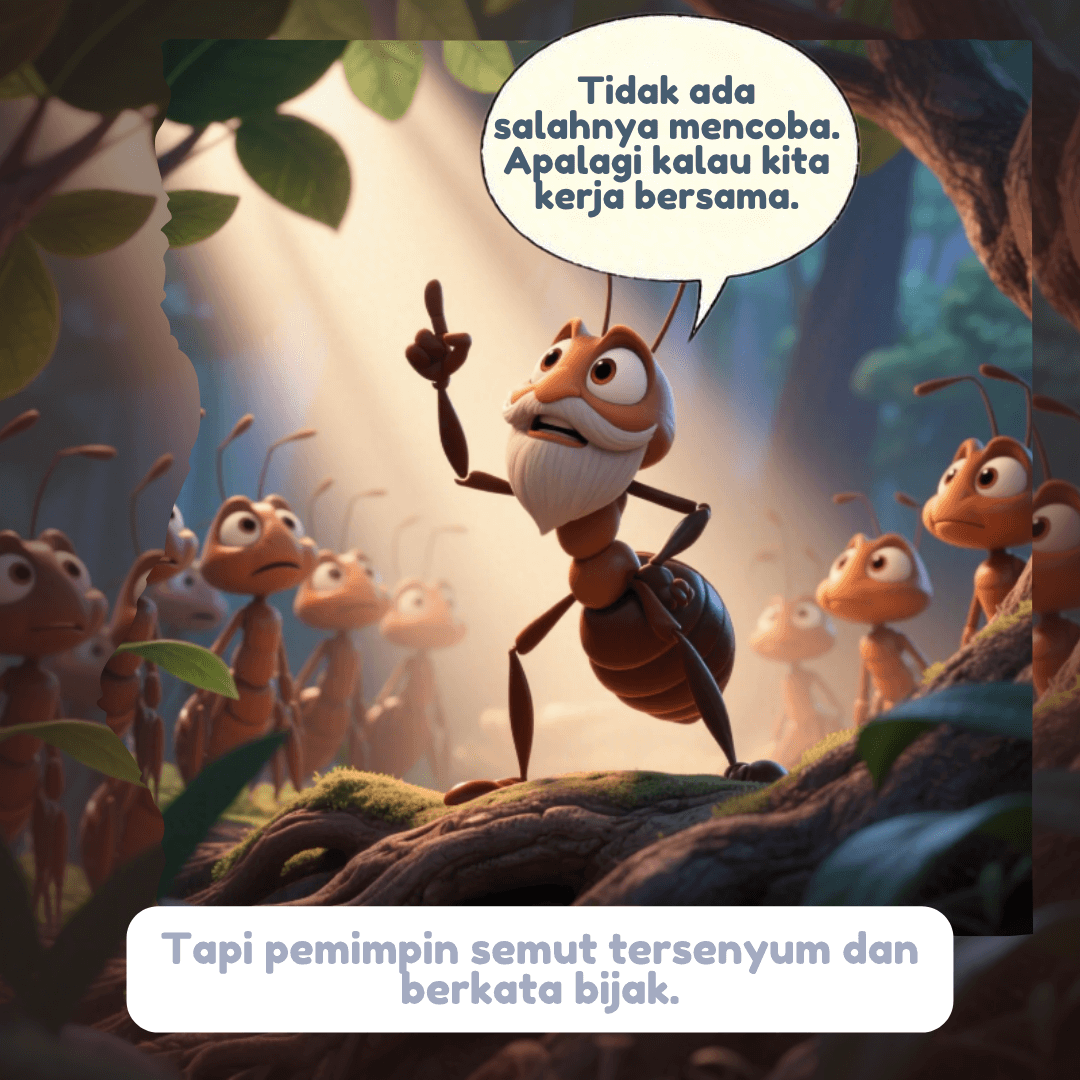 Tidak ada
salahnya mencoba.
Apalagi kalau kita
kerja bersama.
Tapi pemimpin semut tersenyum dan
berkata bijak.